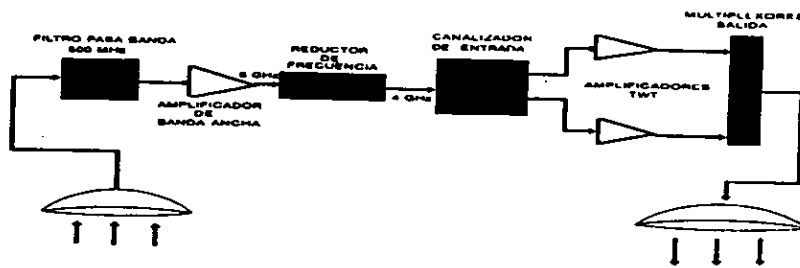 FILTRO PASA BANDA
500 MHz
6 GHz
AMPLIFICADOR
DE
BANDA ANCHA
REDUCTOR
DE
FRECUENCIA
4 GHz
CANALIZADOR
DE ENTRADA
AMPLIFICADORES
TWT
MULTIPLEXORES
SALIDA